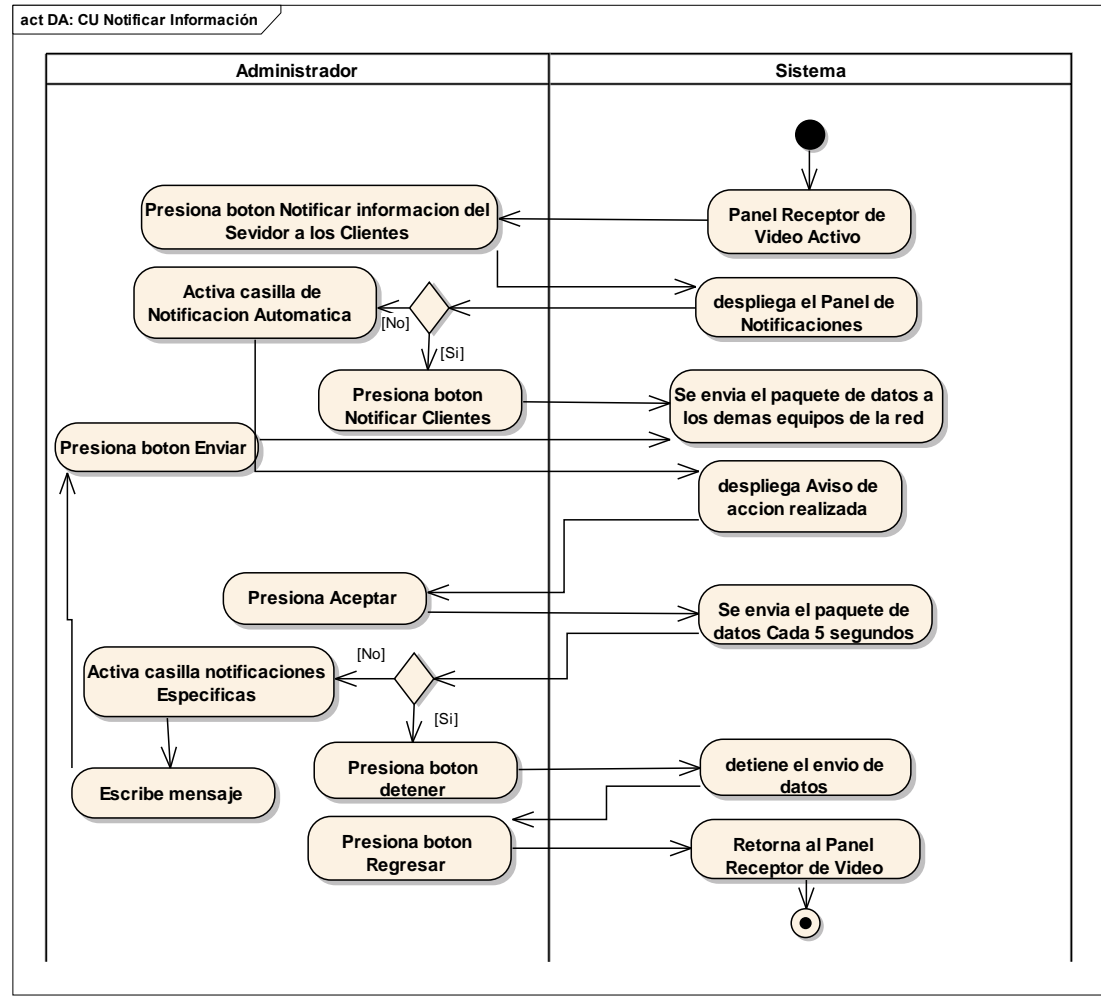 act DA: CU Notificar Información
Administrador
Sistema
Presiona boton Notificar informacion del
Sevidor a los Clientes
Panel Receptor de
Video Activo
Activa casilla de
Notificacion Automatica
[No]
[Si]
despliega el Panel de
Notificaciones
Presiona boton
Notificar Clientes
Se envia el paquete de datos a
los demas equipos de la red
Presiona boton Enviar
despliega Aviso de
accion realizada
Presiona Aceptar
Se envia el paquete de
datos Cada 5 segundos
Activa casilla notificaciones
Especificas
[No]
[Si]
Presiona boton
detener
detiene el envio de
datos
Escribe mensaje
Presiona boton
Regresar
Retorna al Panel
Receptor de Video